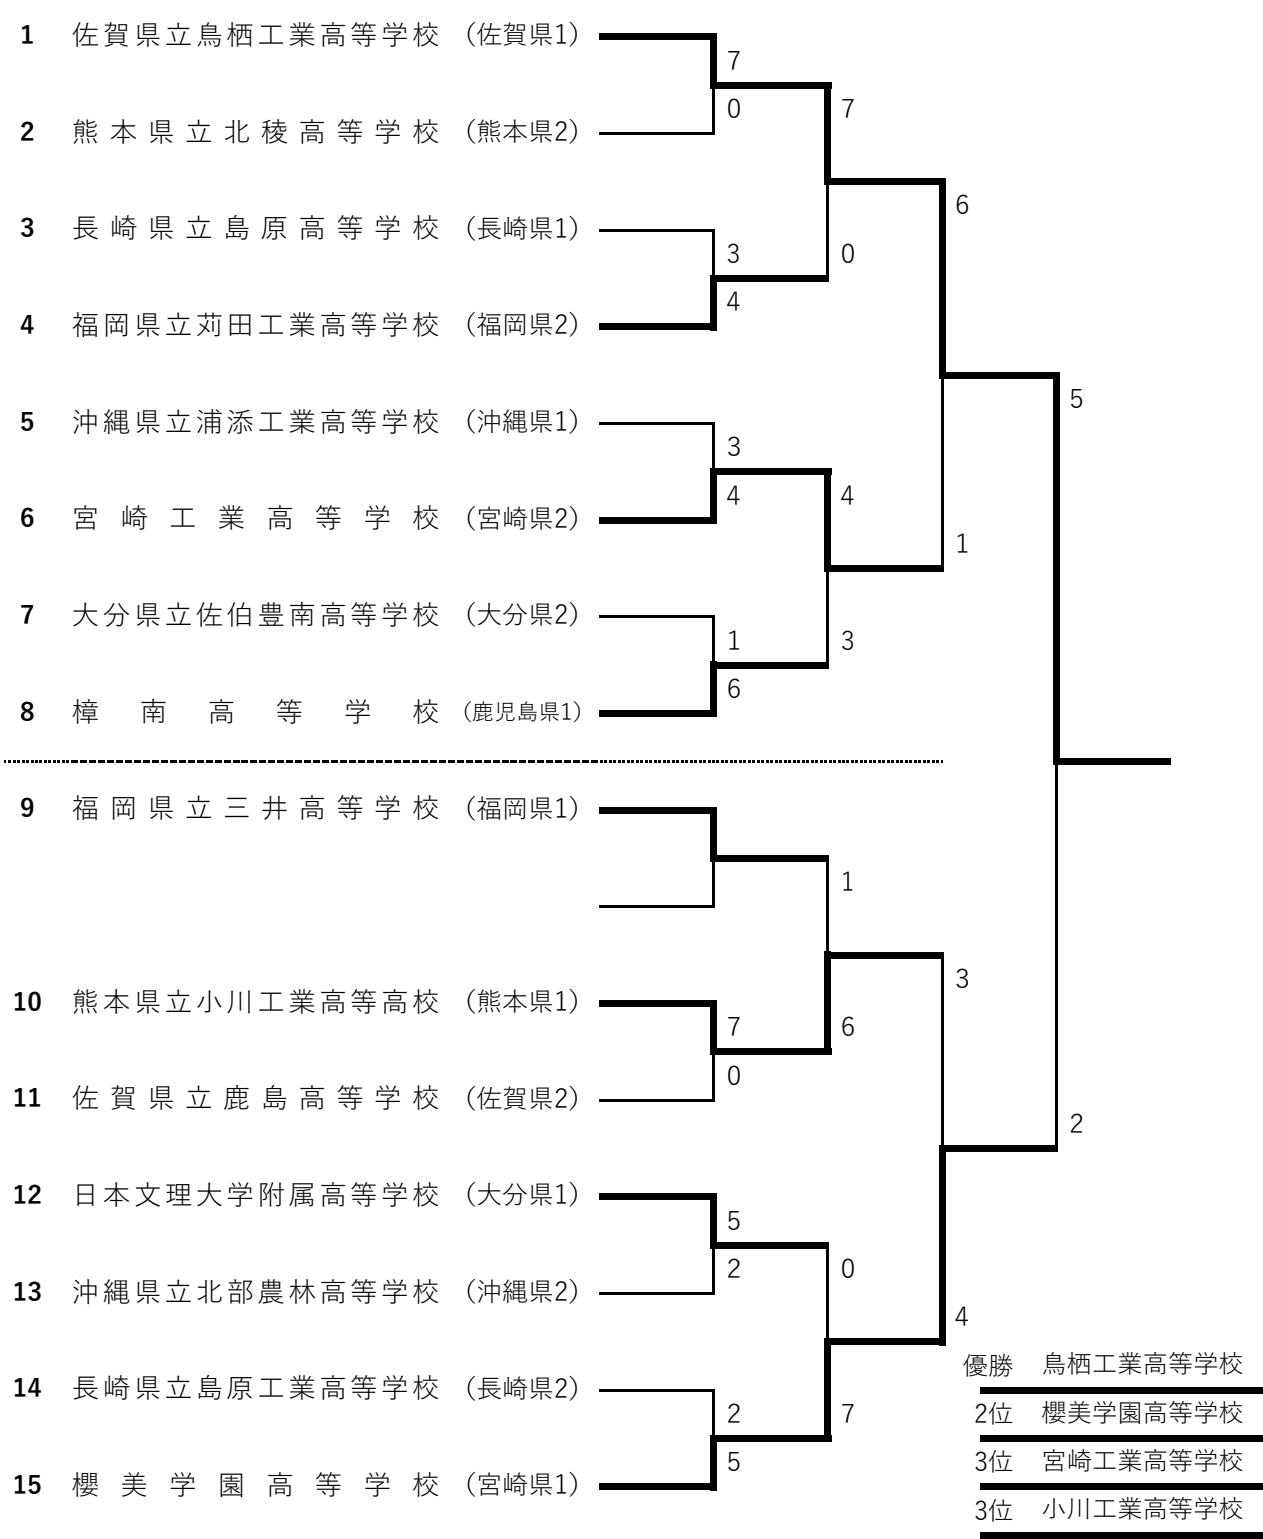 1 佐賀県立鳥栖工業高等学校 (佐賀県1)
7
0
7
2 熊本県立北稜高等学校 (熊本県2)
6
3 長崎県立島原高等学校 (長崎県1)
3
0
4
4 福岡県立苅田工業高等学校 (福岡県2)
5
5 沖縄県立浦添工業高等学校 (沖縄県1)
3
4
4
6 宮崎工業高等学校 (宮崎県2)
1
7 大分県立佐伯豊南高等学校 (大分県2)
1
3
6
8 樟南高等学校 (鹿児島県1)
9 福岡県立三井高等学校 (福岡県1)
1
3
10 熊本県立小川工業高等高校 (熊本県1)
7
6
0
11 佐賀県立鹿島高等学校 (佐賀県2)
2
12 日本文理大学附属高等学校 (大分県1)
5
2
0
13 沖縄県立北部農林高等学校 (沖縄県2)
4
優勝 鳥栖工業高等学校
14 長崎県立島原工業高等学校 (長崎県2)
2
7
2位 櫻美学園高等学校
5
3位 宮崎工業高等学校
15 櫻美学園高等学校 (宮崎県1)
3位 小川工業高等学校